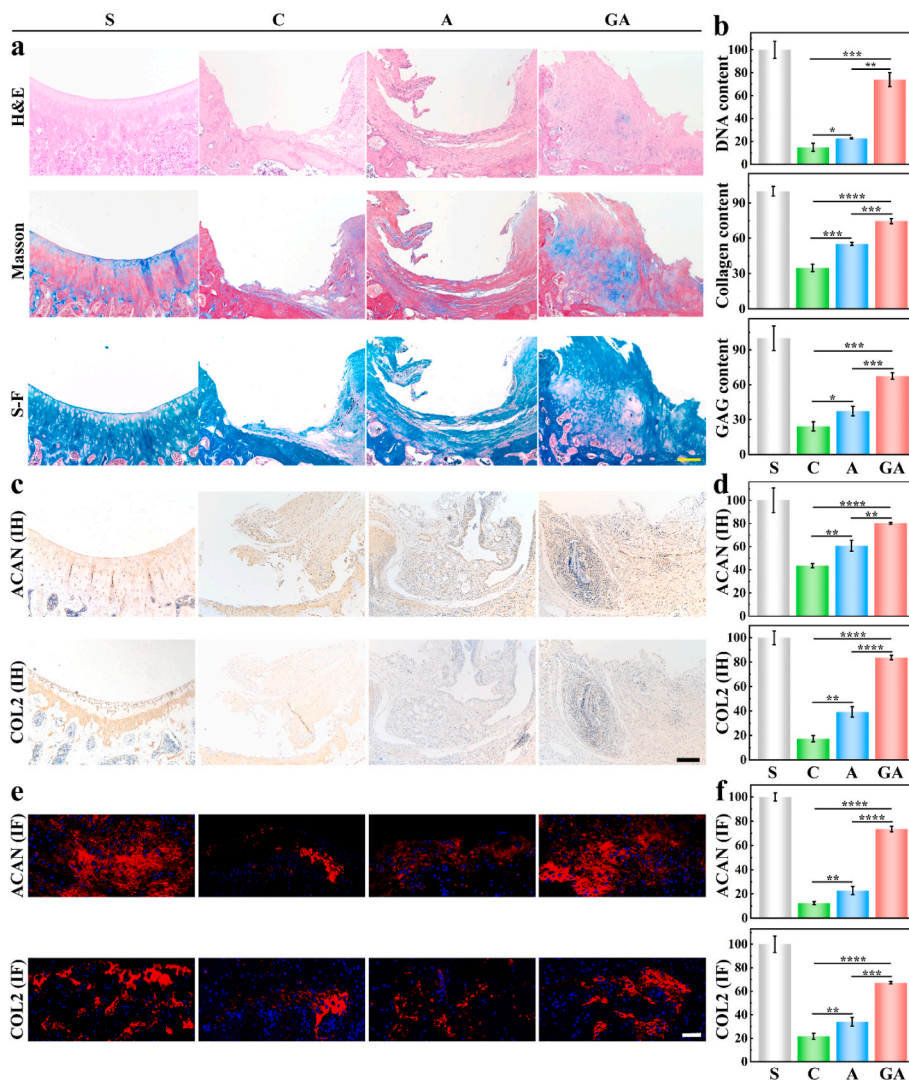 S C A GA
a
H&E
Masson
S-F
b
DNA content
100
80
60
40
20
0
***
**
*
Collagen content
90
60
30
0
****
***
***
GAG content
90
60
30
0
***
***
*
S C A GA
c
ACAN (IH)
COL2 (IH)
d
ACAN (IH)
100
80
60
40
20
0
****
**
**
COL2 (IH)
100
80
60
40
20
0
****
****
**
S C A GA
e
ACAN (IF)
COL2 (IF)
f
ACAN (IF)
100
80
60
40
20
0
****
****
**
COL2 (IF)
100
80
60
40
20
0
****
***
**
S C A GA